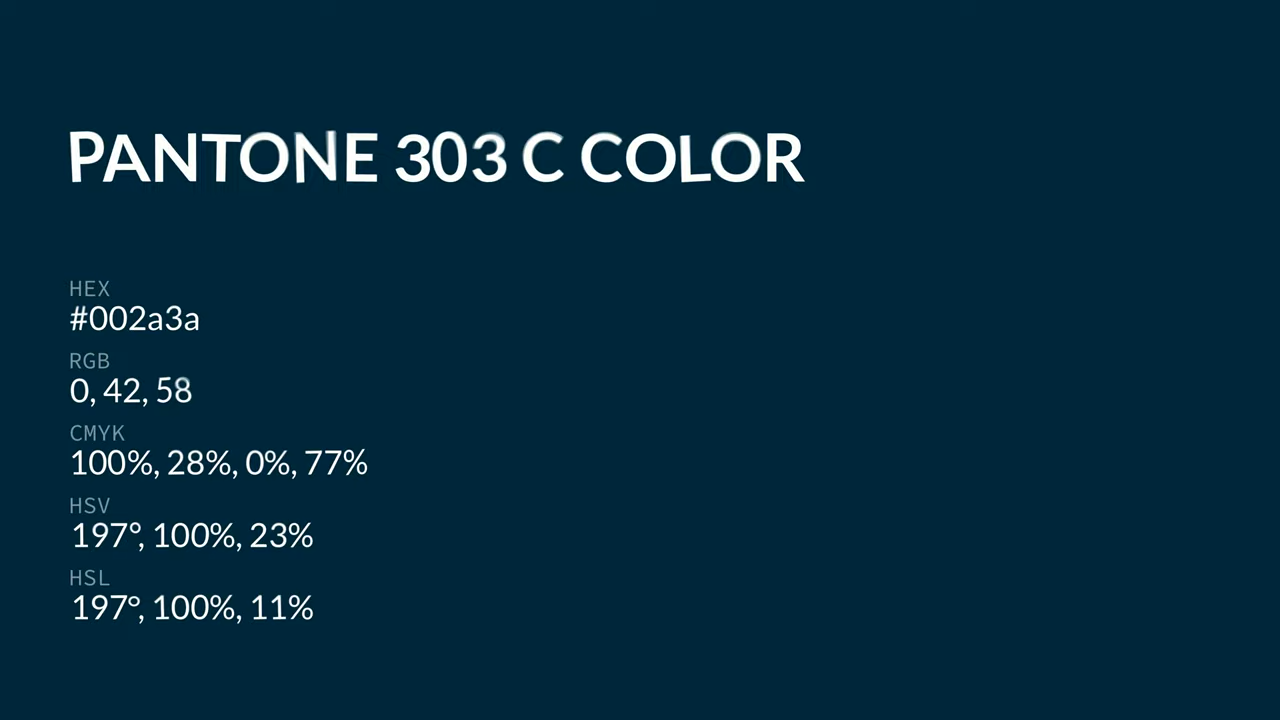 PANTONE 303 C COLOR
HEX
#002a3a
RGB
0, 42, 58
CMYK
100%, 28%, 0%, 77%
HSV
197°, 100%, 23%
HSL
197°, 100%, 11%